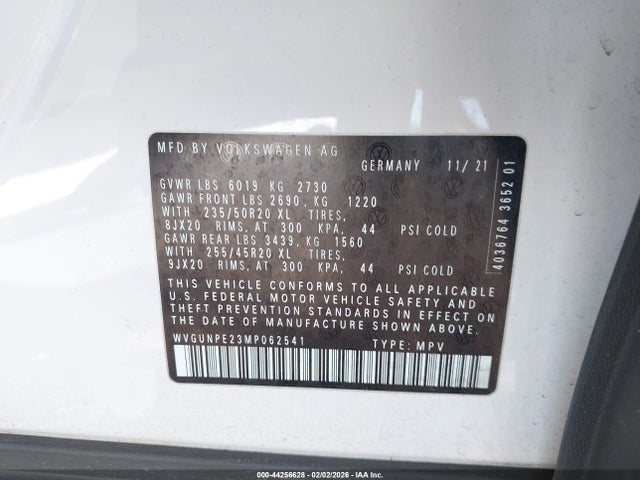 MFD BY VOLKSWAGEN AG
GERMANY 11/21
GVWR LBS 6019 KG 2730
GAWR FRONT LBS 2690, KG 1220
WITH 235/50R20 XL TIRES,
8JX20 RIMS, AT 300 KPA, 44 PSI COLD
GAWR REAR LBS 3439, KG 1560
WITH 255/45R20 XL TIRES,
9JX20 RIMS, AT 300 KPA, 44 PSI COLD
THIS VEHICLE CONFORMS TO ALL APPLICABLE
U.S. FEDERAL MOTOR VEHICLE SAFETY AND
THEFT PREVENTION STANDARDS IN EFFECT ON
THE DATE OF MANUFACTURE SHOWN ABOVE
WVGUNPE23MP062541 TYPE: MPV
4036764 3652 01
000-44256628 - 02/02/2026 - IAA Inc.